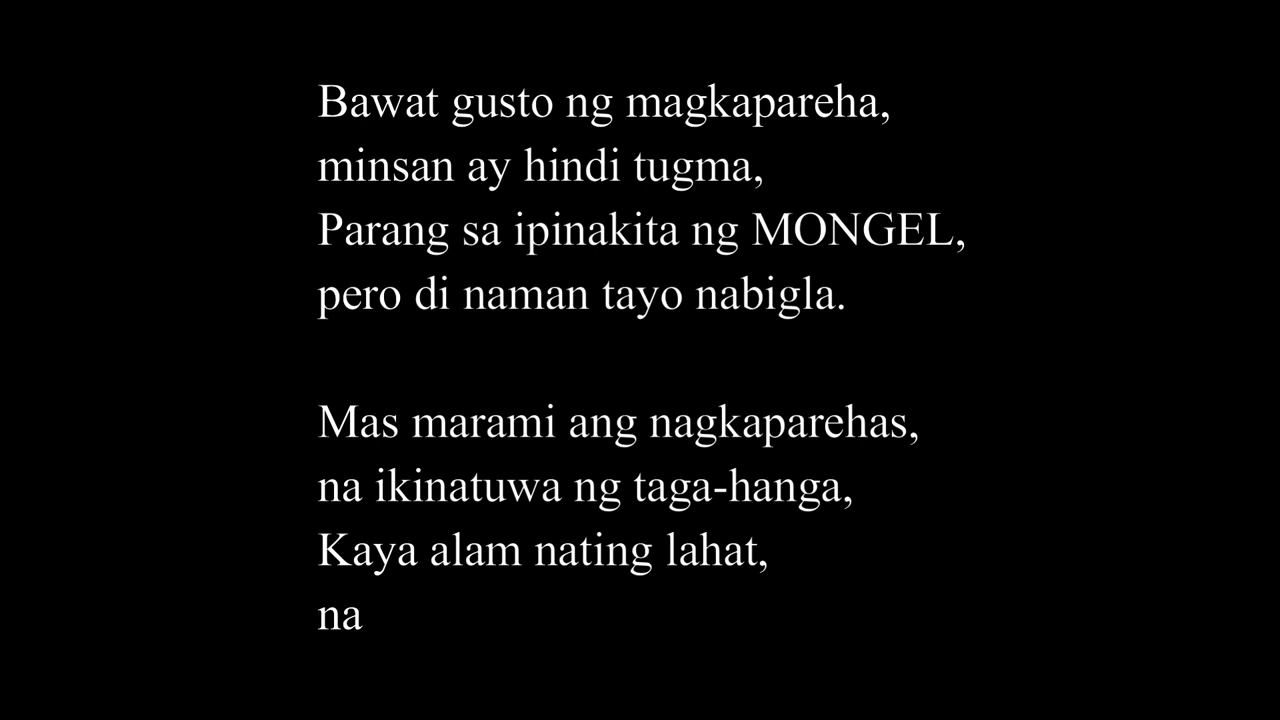 Bawat gusto ng magkapareha,
minsan ay hindi tugma,
Parang sa ipinakita ng MONGEL,
pero di naman tayo nabigla.
Mas marami ang nagkaparehas,
na ikinatuwa ng taga-hanga,
Kaya alam nating lahat,
na